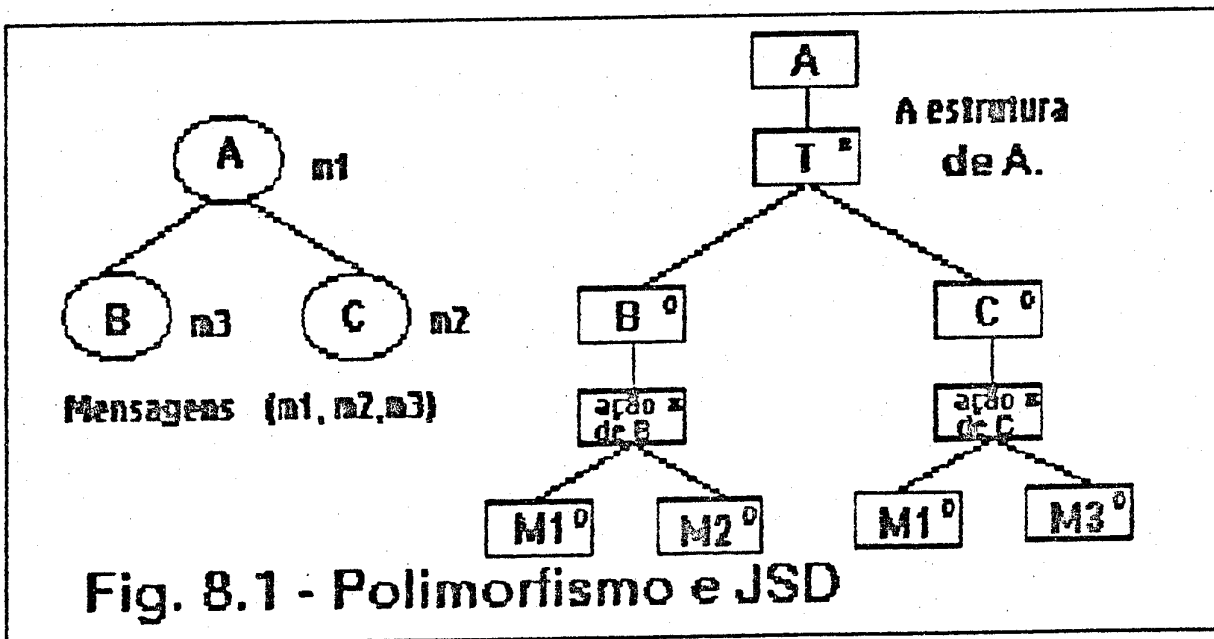 A m1
B m3 C m2
Mensagens (m1, m2,m3)
A
T *
A estrutura
de A.
B O
C O
ação *
de B
ação *
de C
M1 O
M2 O
M1 O
M3 O
Fig. 8.1 - Polimorfismo e JSD